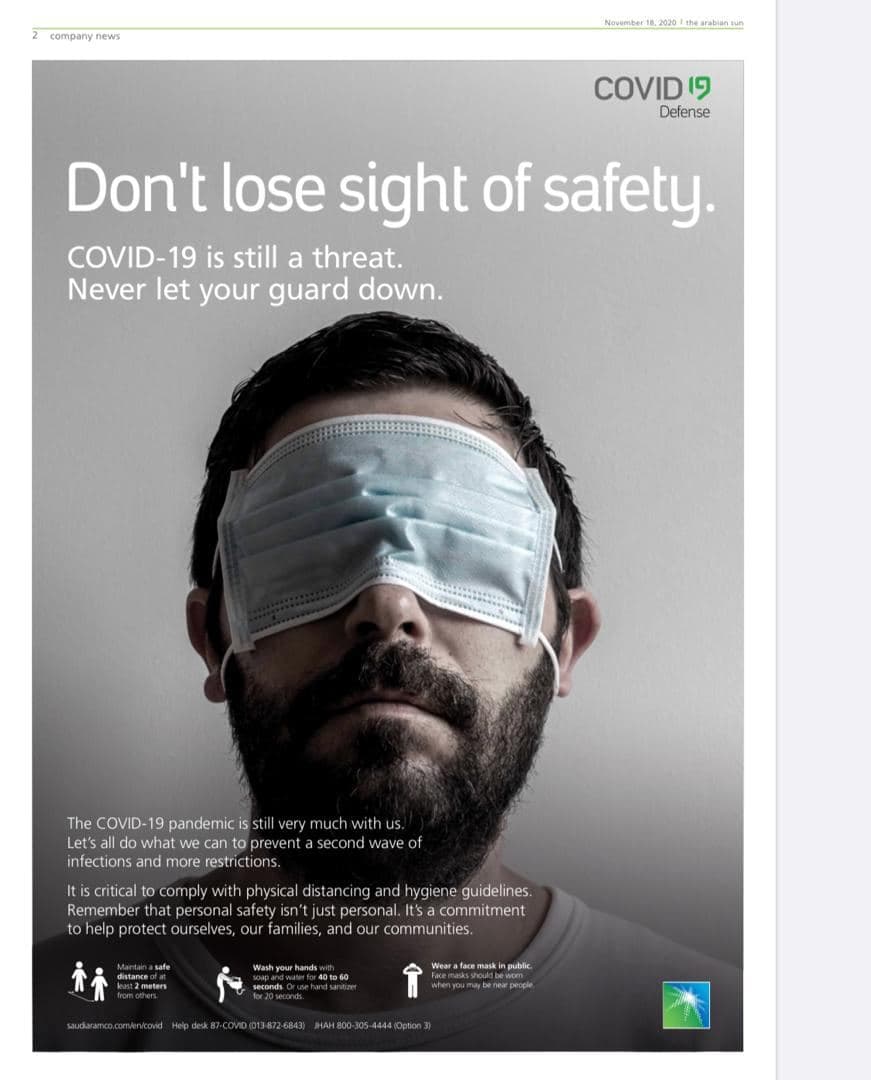 November 18, 2020 | the arabian sun
2 company news
COVID 19
Defense
Don't lose sight of safety.
COVID-19 is still a threat.
Never let your guard down.
The COVID-19 pandemic is still very much with us.
Let's all do what we can to prevent a second wave of
infections and more restrictions.
It is critical to comply with physical distancing and hygiene guidelines.
Remember that personal safety isn't just personal. It's a commitment
to help protect ourselves, our families, and our communities.
Maintain a safe
distance of at
least 2 meters
from others.
Wash your hands with
soap and water for 40 to 60
seconds. Or use hand sanitizer
for 20 seconds.
Wear a face mask in public.
Face masks should be worn
when you may be near people.
saudiaramco.com/en/covid Help desk 87-COVID (013-872-6843) JHAH 800-305-4444 (Option 3)